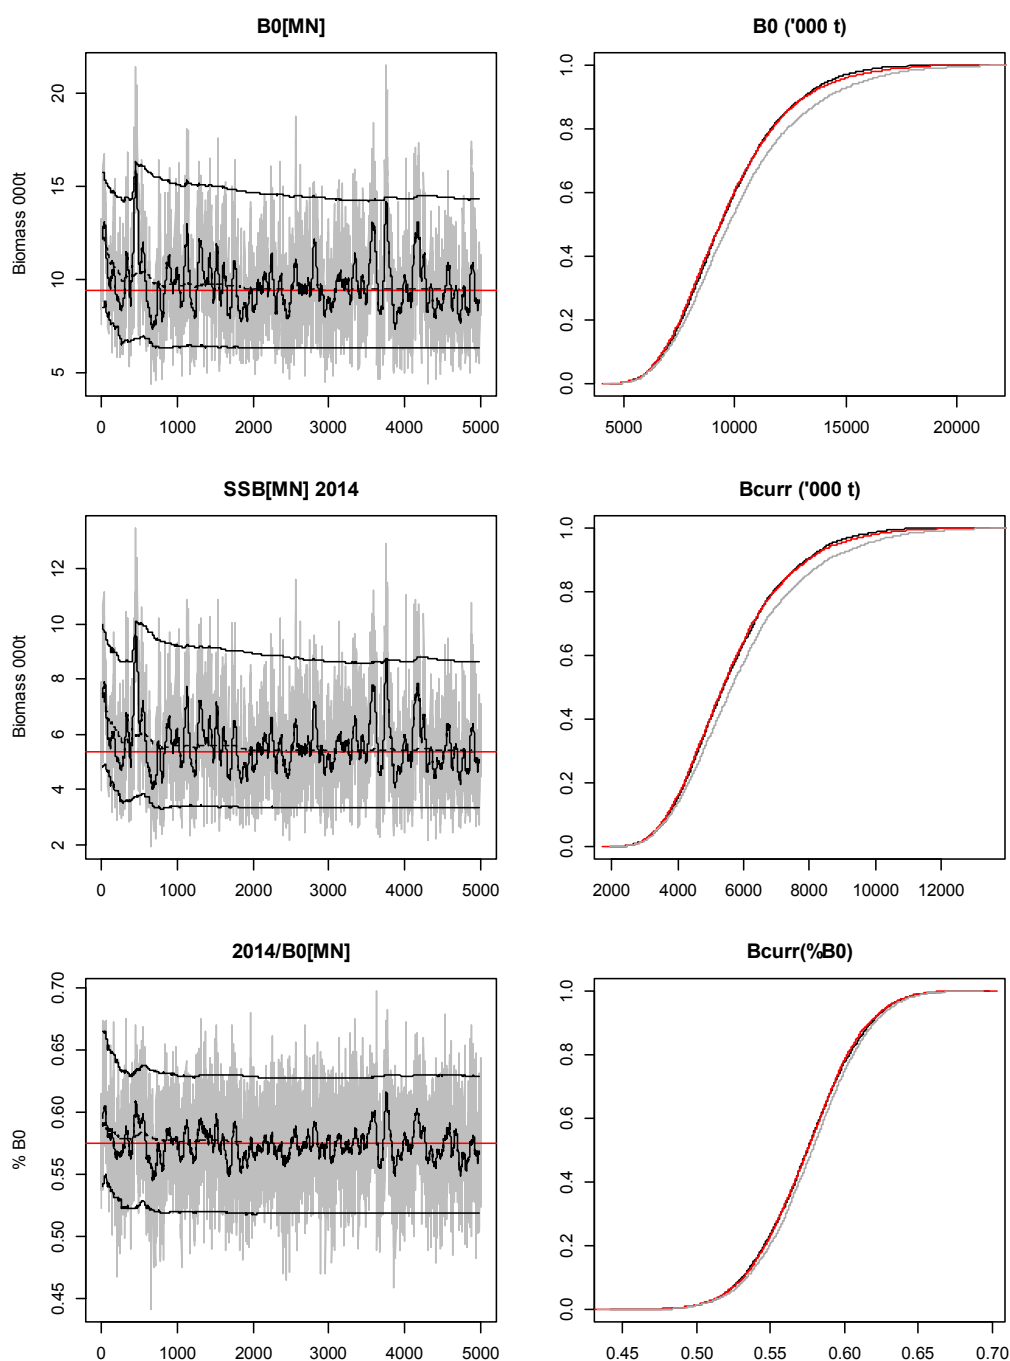 B0[MN]
Biomass 000t
20
15
10
5
0 1000 2000 3000 4000 5000
B0 ('000 t)
1.0
0.8
0.6
0.4
0.2
0.0
5000 10000 15000 20000
SSB[MN] 2014
Biomass 000t
12
10
8
6
4
2
0 1000 2000 3000 4000 5000
Bcurr ('000 t)
1.0
0.8
0.6
0.4
0.2
0.0
2000 4000 6000 8000 10000 12000
2014/B0[MN]
% B0
0.70
0.65
0.60
0.55
0.50
0.45
0 1000 2000 3000 4000 5000
Bcurr(%B0)
1.0
0.8
0.6
0.4
0.2
0.0
0.45 0.50 0.55 0.60 0.65 0.70